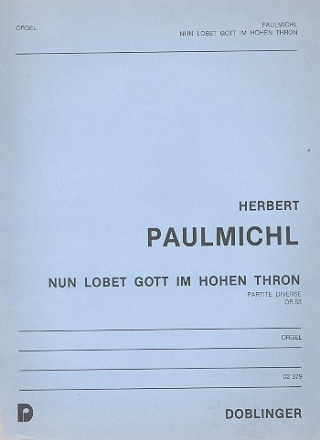 ORGEL
PAULMICHL
NUN LOBET GOTT IM HOHEN THRON
HERBERT
PAULMICHL
NUN LOBET GOTT IM HOHEN THRON
PARTITE DIVERSE
OP.53
ORGEL
02 379
D
DOBLINGER